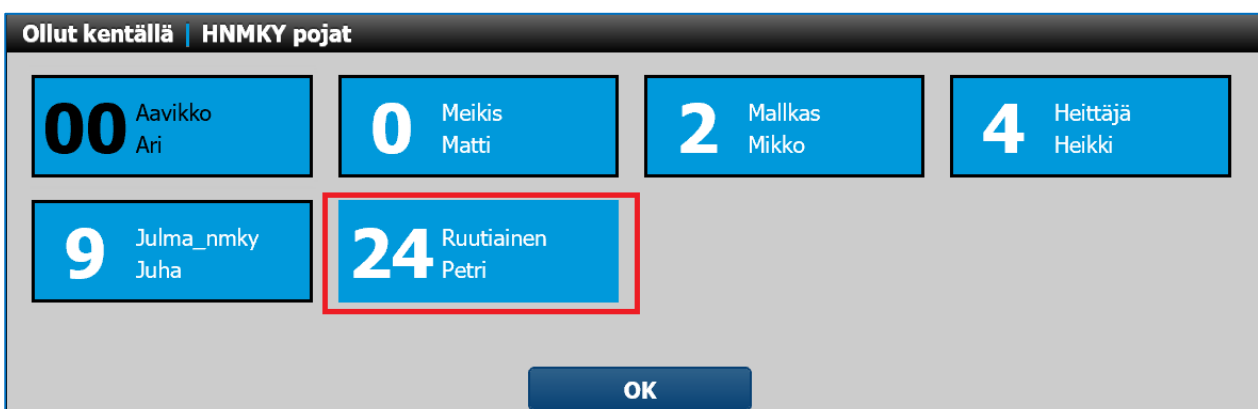 Ollut kentällä | HNMKY pojat
00 Aavikko
Ari
0 Meikis
Matti
2 Mallkas
Mikko
4 Heittäjä
Heikki
9 Julma_nmky
Juha
24 Ruutiainen
Petri
OK